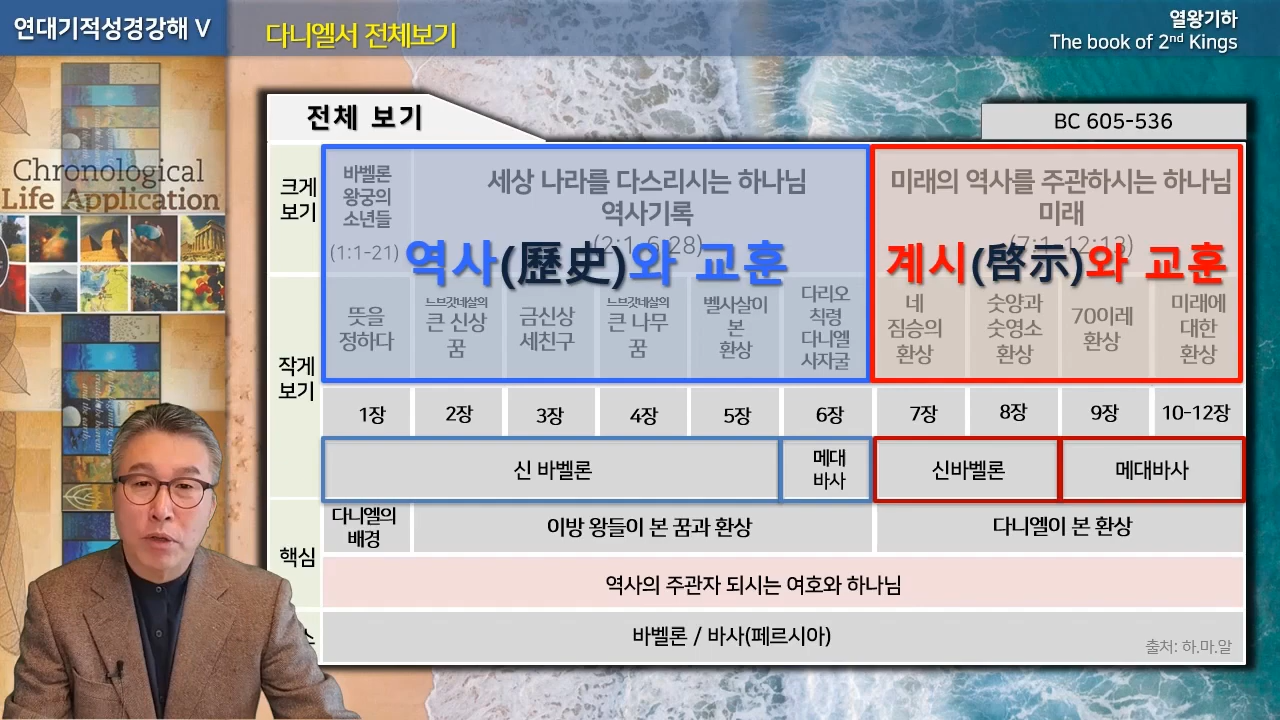 연대기적성경강해 V
다니엘서 전체보기
열왕기하
The book of 2nd Kings
Chronological
Life Application
전체 보기
BC 605-536
크게
보기
바벨론
왕궁의
소년들
(1:1-21)
세상 나라를 다스리시는 하나님
역사기록
미래의 역사를 주관하시는 하나님
미래
역사(歷史)와 교훈
계시(啓示)와 교훈
작게
보기
뜻을
정하다
느브갓네살의
큰 신상
꿈
금신상
세친구
느브갓네살의
큰 나무
꿈
벨사살이
본
환상
다리오
칙령
다니엘
사자굴
네
짐승의
환상
숫양과
숫염소
환상
70이레
환상
미래에
대한
환상
1장
2장
3장
4장
5장
6장
7장
8장
9장
10-12장
신 바벨론
메대
바사
신바벨론
메대바사
핵심
다니엘의
배경
이방 왕들이 본 꿈과 환상
다니엘이 본 환상
역사의 주관자 되시는 여호와 하나님
바벨론 / 바사(페르시아)
출처: 하.마.알